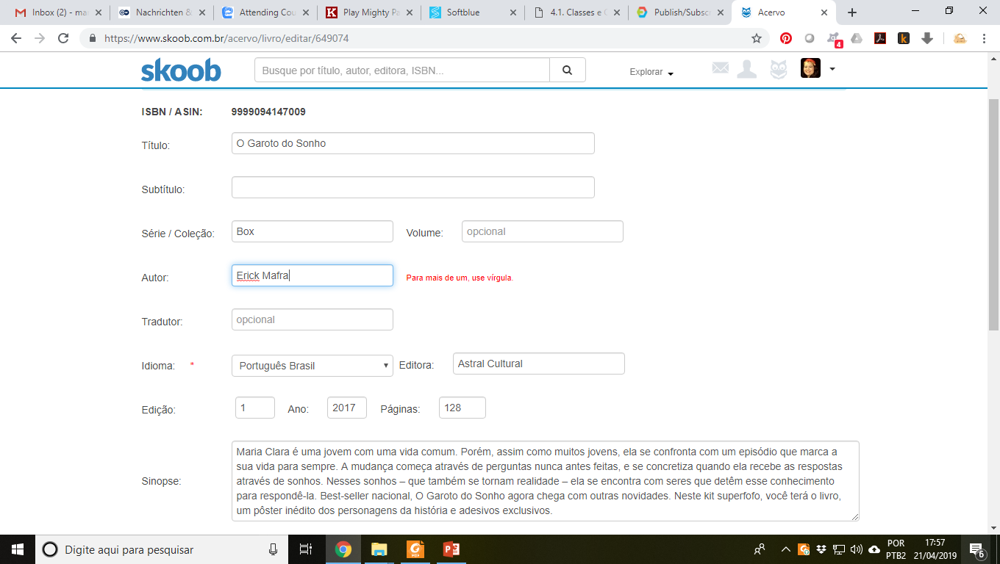 Inbox (2) - ma
Nachrichten &
Attending Cou
Play Mighty Pa
Softblue
4.1. Classes e C
Publish/Subscr
Acervo
https://www.skoob.com.br/acervo/livro/editar/649074
4
skoob
Busque por título, autor, editora, ISBN...
Explorar
ISBN / ASIN: 9999094147009
Título: O Garoto do Sonho
Subtítulo:
Série / Coleção: Box Volume: opcional
Autor: Erick Mafra Para mais de um, use vírgula.
Tradutor: opcional
Idioma: * Português Brasil Editora: Astral Cultural
Edição: 1 Ano: 2017 Páginas: 128
Sinopse:
Maria Clara é uma jovem com uma vida comum. Porém, assim como muitos jovens, ela se confronta com um episódio que marca a
sua vida para sempre. A mudança começa através de perguntas nunca antes feitas, e se concretiza quando ela recebe as respostas
através de sonhos. Nesses sonhos – que também se tornam realidade – ela se encontra com seres que detêm esse conhecimento
para respondê-la. Best-seller nacional, O Garoto do Sonho agora chega com outras novidades. Neste kit superfofo, você terá o livro,
um pôster inédito dos personagens da história e adesivos exclusivos.
Digite aqui para pesquisar
POR
PTB2
17:57
21/04/2019
6